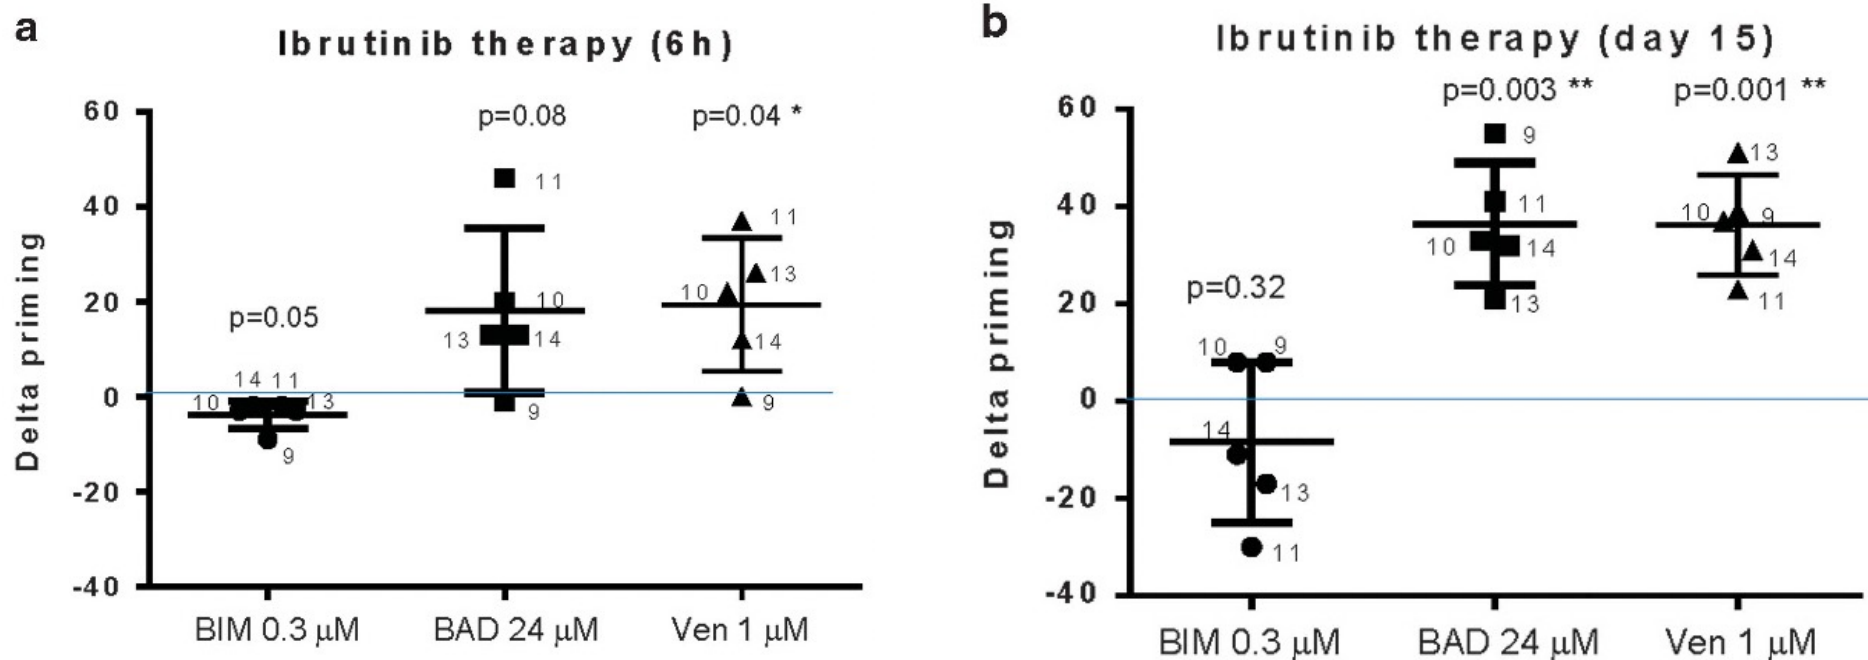 a
Ibrutinib therapy (6h)
Delta priming
60
40
20
0
-20
-40
p=0.05
p=0.08
p=0.04 *
14 11
10 13
9
11
10
13 14
9
11
13
10
14
9
BIM 0.3 µM BAD 24 µM Ven 1 µM
b
Ibrutinib therapy (day 15)
Delta priming
60
40
20
0
-20
-40
p=0.32
p=0.003 **
p=0.001 **
10 9
14
13
11
9
11
10 14
13
13
10 9
14
11
BIM 0.3 µM BAD 24 µM Ven 1 µM